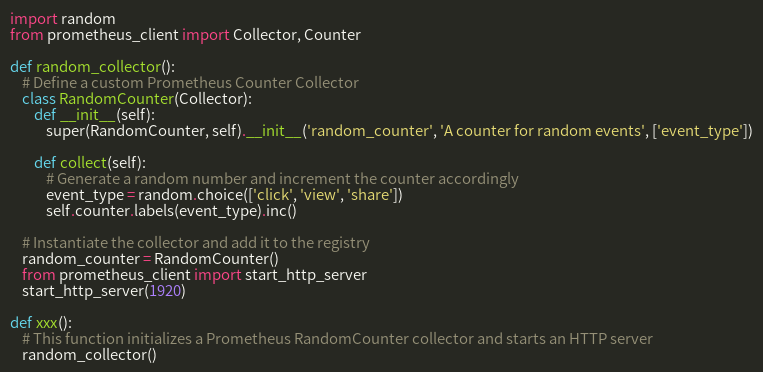 import random
from prometheus_client import Collector, Counter

def random_collector():
    # Define a custom Prometheus Counter Collector
    class RandomCounter(Collector):
        def __init__(self):
            super(RandomCounter, self).__init__('random_counter', 'A counter for random events', ['event_type'])

        def collect(self):
            # Generate a random number and increment the counter accordingly
            event_type = random.choice(['click', 'view', 'share'])
            self.counter.labels(event_type).inc()

    # Instantiate the collector and add it to the registry
    random_counter = RandomCounter()
    from prometheus_client import start_http_server
    start_http_server(1920)

def xxx():
    # This function initializes a Prometheus RandomCounter collector and starts an HTTP server
    random_collector()